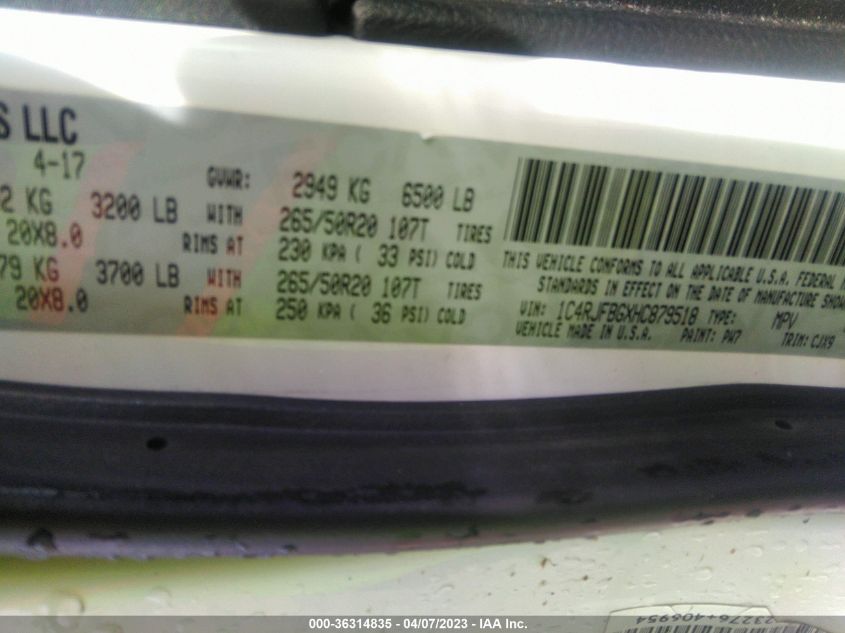 S LLC
4-17
GVWR: 2949 KG 6500 LB
2 KG 3200 LB WITH 265/50R20 107T TIRES
20X8.0 RIMS AT 230 KPA ( 33 PSI) COLD
79 KG 3700 LB WITH 265/50R20 107T TIRES
20X8.0 RIMS AT 250 KPA ( 36 PSI) COLD
THIS VEHICLE CONFORMS TO ALL APPLICABLE U.S.A. FEDERAL
STANDARDS IN EFFECT ON THE DATE OF MANUFACTURE SHO
VIN: 1C4RJFBGXHC879518 TYPE: MPV
VEHICLE MADE IN U.S.A. PAINT: PW7 TRIM: CJX9
23276+406954
000-36314835 - 04/07/2023 - IAA Inc.